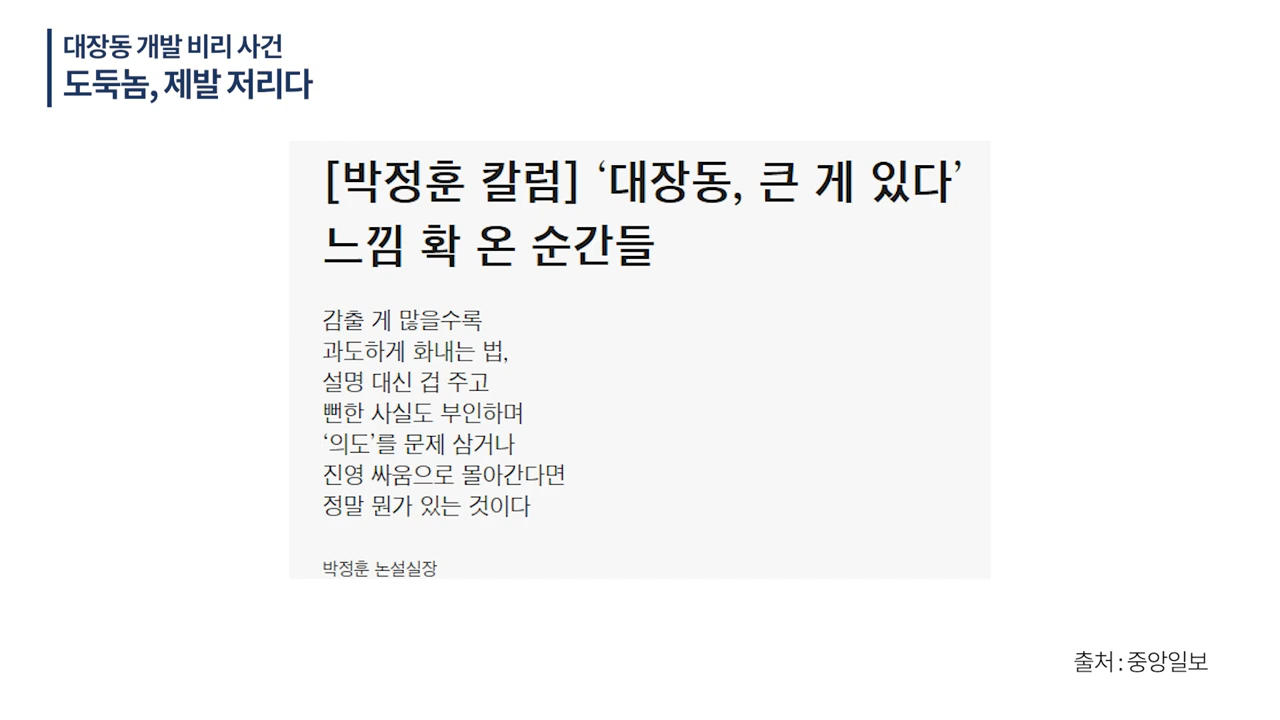 대장동 개발 비리 사건
도둑놈, 제발 저리다
[박정훈 칼럼] ‘대장동, 큰 게 있다’
느낌 확 온 순간들
감출 게 많을수록
과도하게 화내는 법,
설명 대신 겁 주고
뻔한 사실도 부인하며
‘의도’를 문제 삼거나
진영 싸움으로 몰아간다면
정말 뭔가 있는 것이다
박정훈 논설실장
출처 : 중앙일보